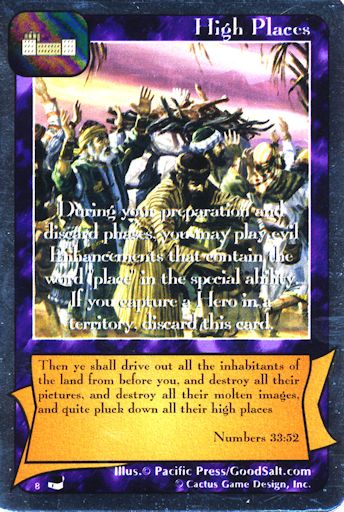 High Places
During your preparation and
discard phases, you may play evil
Enhancements that contain the
word "place" in the special ability.
If you capture a Hero in a
territory, discard this card.
Then ye shall drive out all the inhabitants of
the land from before you, and destroy all their
pictures, and destroy all their molten images,
and quite pluck down all their high places
Numbers 33:52
Illus.© Pacific Press/GoodSalt.com
8 © Cactus Game Design, Inc.